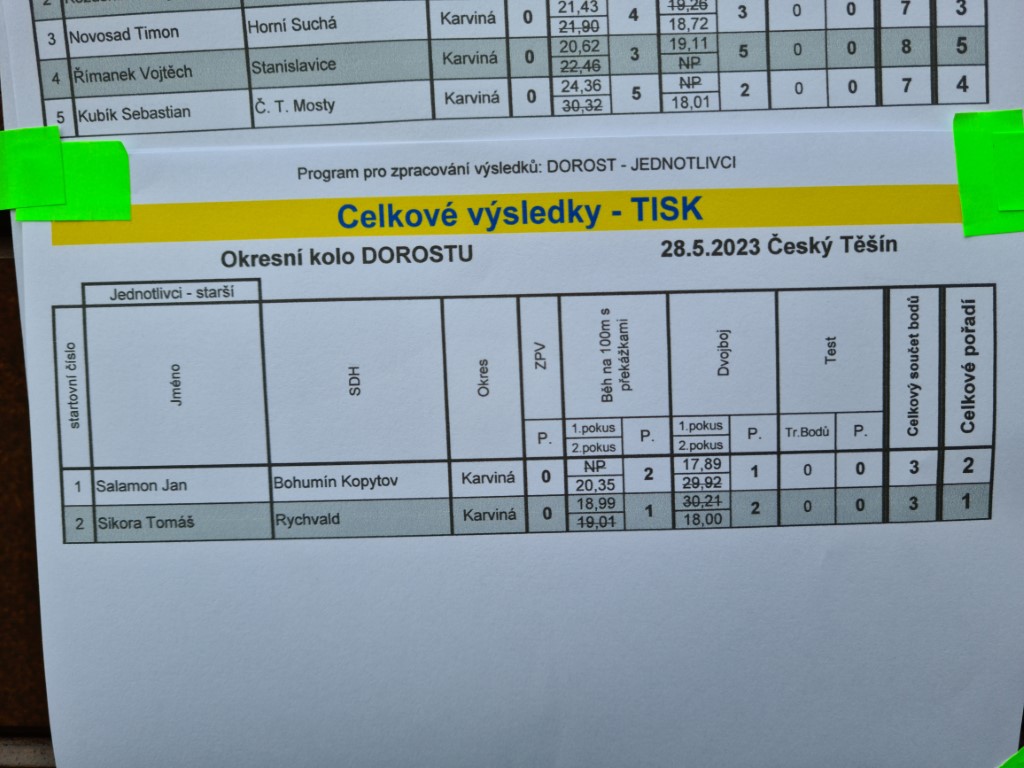 21,43 19,26
3 Novosad Timon Horní Suchá Karviná 0 21,90 4 18,72 3 0 0 7 3
4 Římanek Vojtěch Stanislavice Karviná 0 20,62 22,46 3 19,11 NP 5 0 0 8 5
5 Kubík Sebastian Č. T. Mosty Karviná 0 24,36 30,32 5 NP 18,01 2 0 0 7 4
Program pro zpracování výsledků: DOROST - JEDNOTLIVCI
Celkové výsledky - TISK
Okresní kolo DOROSTU 28.5.2023 Český Těšín
Jednotlivci - starší
startovní číslo Jméno SDH Okres ZPV Běh na 100m s překážkami Dvojboj Test Celkový součet bodů Celkové pořadí
P. 1.pokus 2.pokus P. 1.pokus 2.pokus P. Tr.Bodů P.
1 Salamon Jan Bohumín Kopytov Karviná 0 NP 20,35 2 17,89 29,92 1 0 0 3 2
2 Sikora Tomáš Rychvald Karviná 0 18,99 19,01 1 30,21 18,00 2 0 0 3 1